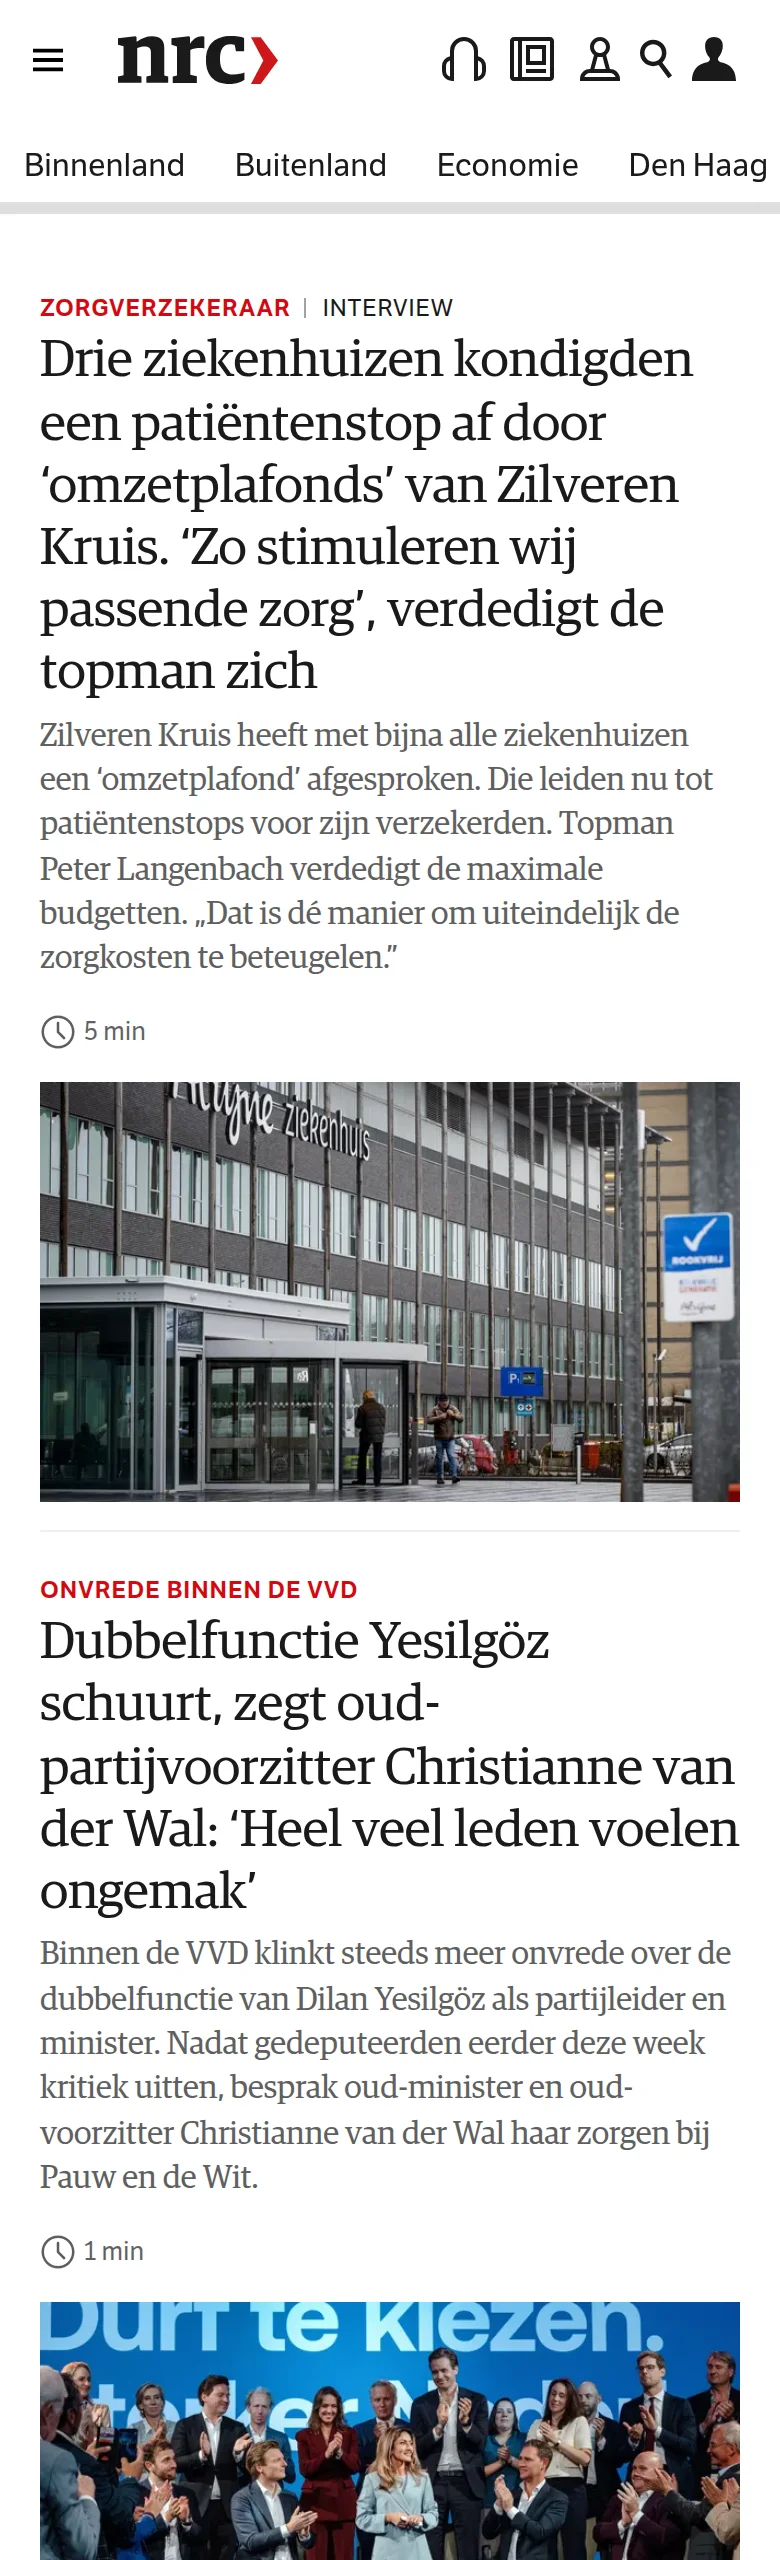 nrc
Binnenland Buitenland Economie Den Haag
ZORGVERZEKERAAR | INTERVIEW
Drie ziekenhuizen kondigden
een patiëntenstop af door
‘omzetplafonds’ van Zilveren
Kruis. ‘Zo stimuleren wij
passende zorg’, verdedigt de
topman zich
Zilveren Kruis heeft met bijna alle ziekenhuizen
een ‘omzetplafond’ afgesproken. Die leiden nu tot
patiëntenstops voor zijn verzekerden. Topman
Peter Langenbach verdedigt de maximale
budgetten. „Dat is dé manier om uiteindelijk de
zorgkosten te beteugelen.”
5 min
ziekenhuis
ROOKVRIJ
P
ONVREDE BINNEN DE VVD
Dubbelfunctie Yesilgöz
schuurt, zegt oud-
partijvoorzitter Christianne van
der Wal: ‘Heel veel leden voelen
ongemak’
Binnen de VVD klinkt steeds meer onvrede over de
dubbelfunctie van Dilan Yesilgöz als partijleider en
minister. Nadat gedeputeerden eerder deze week
kritiek uitten, besprak oud-minister en oud-
voorzitter Christianne van der Wal haar zorgen bij
Pauw en de Wit.
1 min
Durf te kiezen.